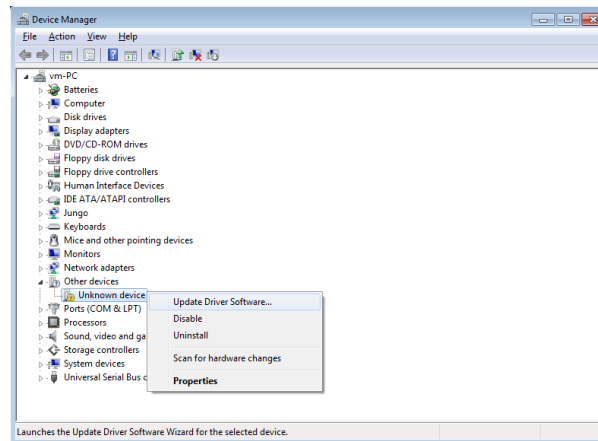 Device Manager
File Action View Help
vm-PC
Batteries
Computer
Disk drives
Display adapters
DVD/CD-ROM drives
Floppy disk drives
Floppy drive controllers
Human Interface Devices
IDE ATA/ATAPI controllers
Jungo
Keyboards
Mice and other pointing devices
Monitors
Network adapters
Other devices
Unknown device
Update Driver Software...
Ports (COM & LPT)
Disable
Processors
Uninstall
Sound, video and ga
Storage controllers
Scan for hardware changes
System devices
Universal Serial Bus c
Properties
Launches the Update Driver Software Wizard for the selected device.